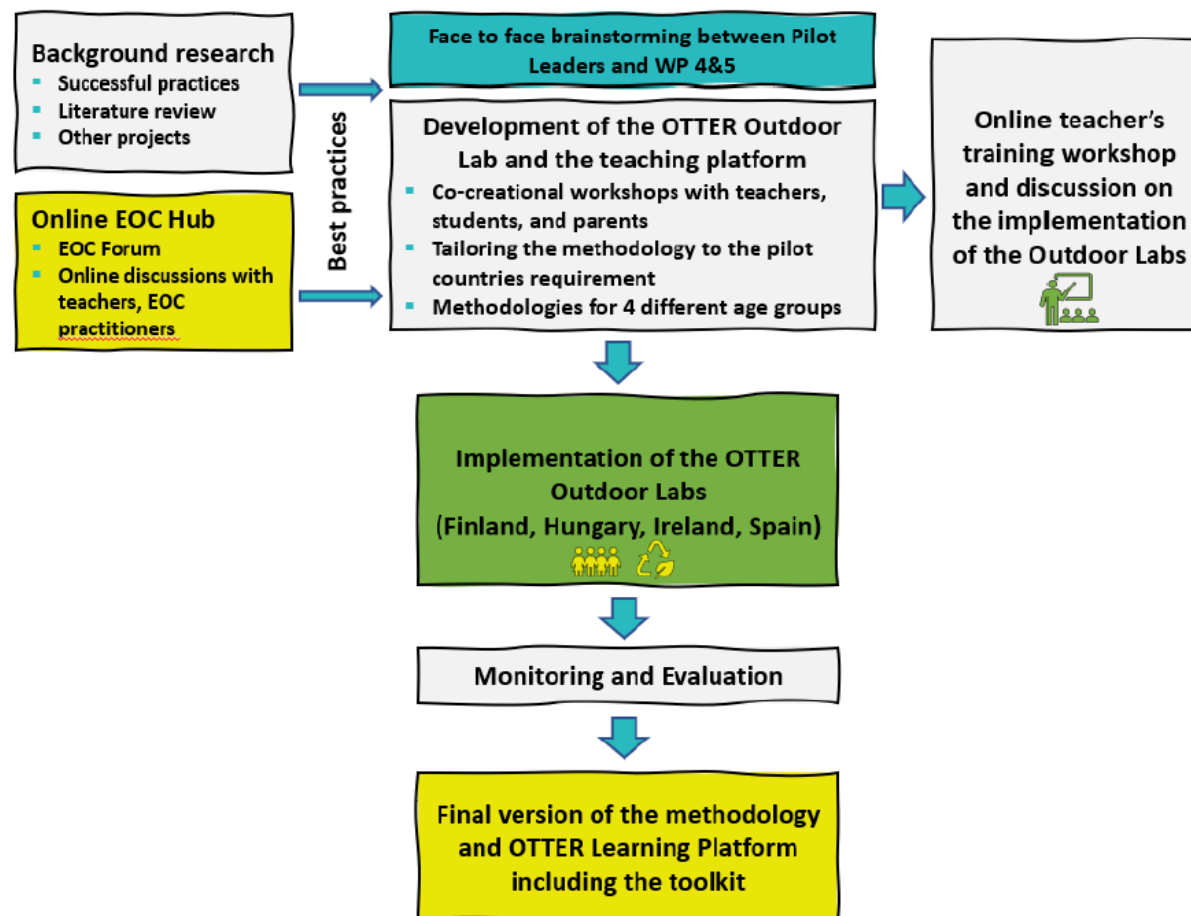 Background research
▪ Successful practices
▪ Literature review
▪ Other projects
Online EOC Hub
▪ EOC Forum
▪ Online discussions with
teachers, EOC
practitioners
Best practices
Face to face brainstorming between Pilot
Leaders and WP 4&5
Development of the OTTER Outdoor
Lab and the teaching platform
▪ Co-creational workshops with teachers,
students, and parents
▪ Tailoring the methodology to the pilot
countries requirement
▪ Methodologies for 4 different age groups
Online teacher's
training workshop
and discussion on
the implementation
of the Outdoor Labs
Implementation of the OTTER
Outdoor Labs
(Finland, Hungary, Ireland, Spain)
Monitoring and Evaluation
Final version of the methodology
and OTTER Learning Platform
including the toolkit